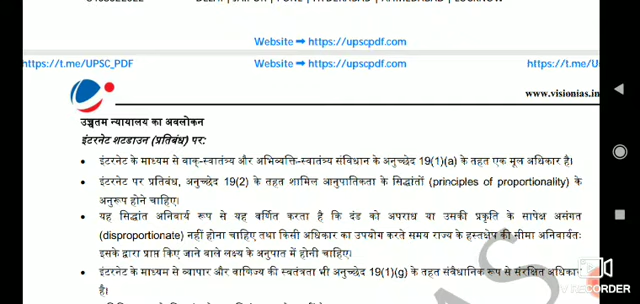 Website ➡ https://upscpdf.com
https://t.me/UPSC_PDF Website ➡ https://upscpdf.com https://t.me/U
www.visionias.in
उच्चतम न्यायालय का अवलोकन
इंटरनेट शटडाउन (प्रतिबंध) पर:
• इंटरनेट के माध्यम से वाक्-स्वातंत्र्य और अभिव्यक्ति-स्वातंत्र्य संविधान के अनुच्छेद 19(1)(a) के तहत एक मूल अधिकार है।
• इंटरनेट पर प्रतिबंध, अनुच्छेद 19(2) के तहत शामिल आनुपातिकता के सिद्धांतों (principles of proportionality) के
अनुरूप होने चाहिए।
• यह सिद्धांत अनिवार्य रूप से यह वर्णित करता है कि दंड को अपराध या उसकी प्रकृति के सापेक्ष असंगत
(disproportionate) नहीं होना चाहिए तथा किसी अधिकार का उपयोग करते समय राज्य के हस्तक्षेप की सीमा अनिवार्यतः
इसके द्वारा प्राप्त किए जाने वाले लक्ष्य के अनुपात में होनी चाहिए।
• इंटरनेट के माध्यम से व्यापार और वाणिज्य की स्वतंत्रता भी अनुच्छेद 19(1)(g) के तहत संवैधानिक रूप से संरक्षित अधिकार
है।
RECORDER